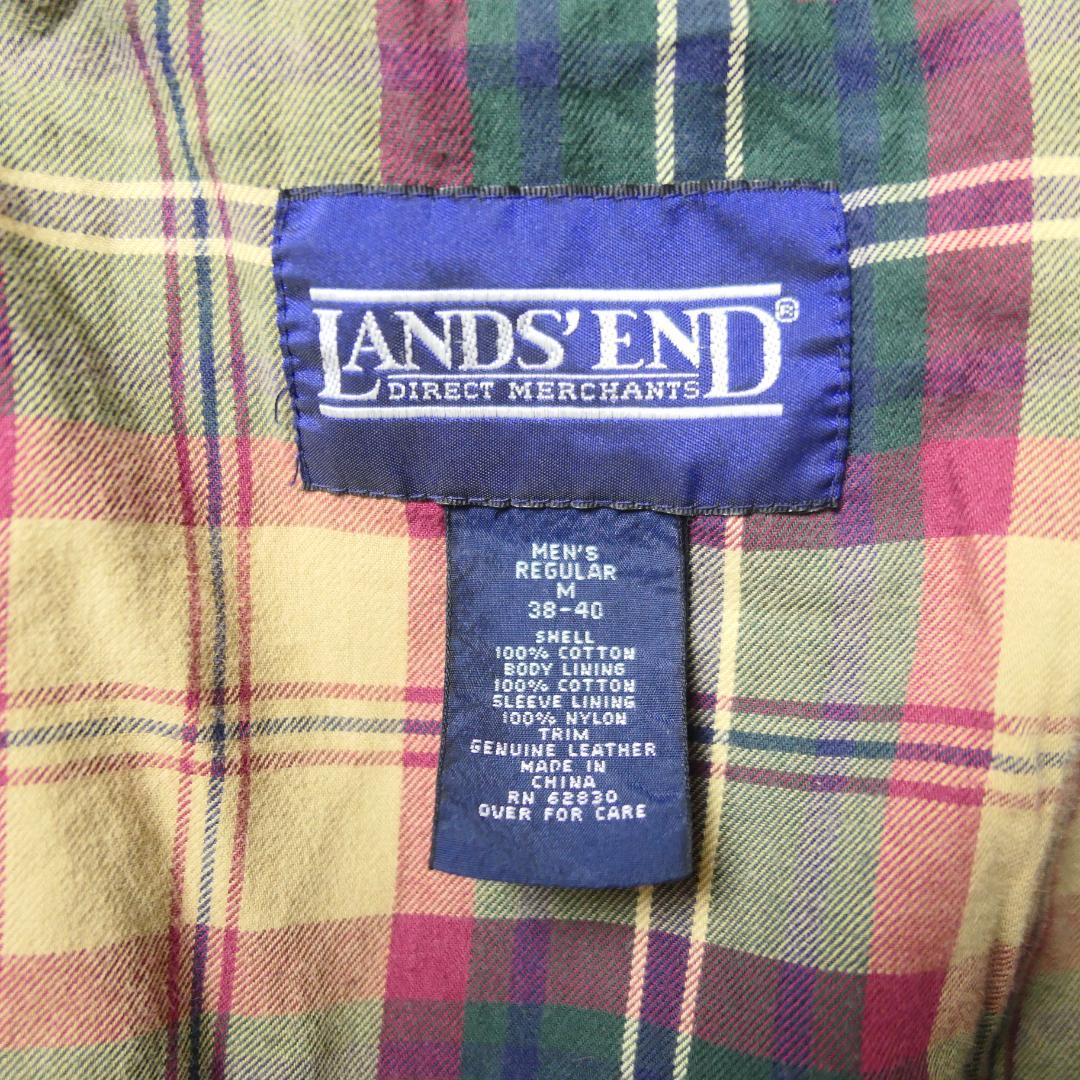 LANDS' END®
DIRECT MERCHANTS
MEN'S
REGULAR
M
38-40
SHELL
100% COTTON
BODY LINING
100% COTTON
SLEEVE LINING
100% NYLON
TRIM
GENUINE LEATHER
MADE IN
CHINA
RN 62830
OVER FOR CARE